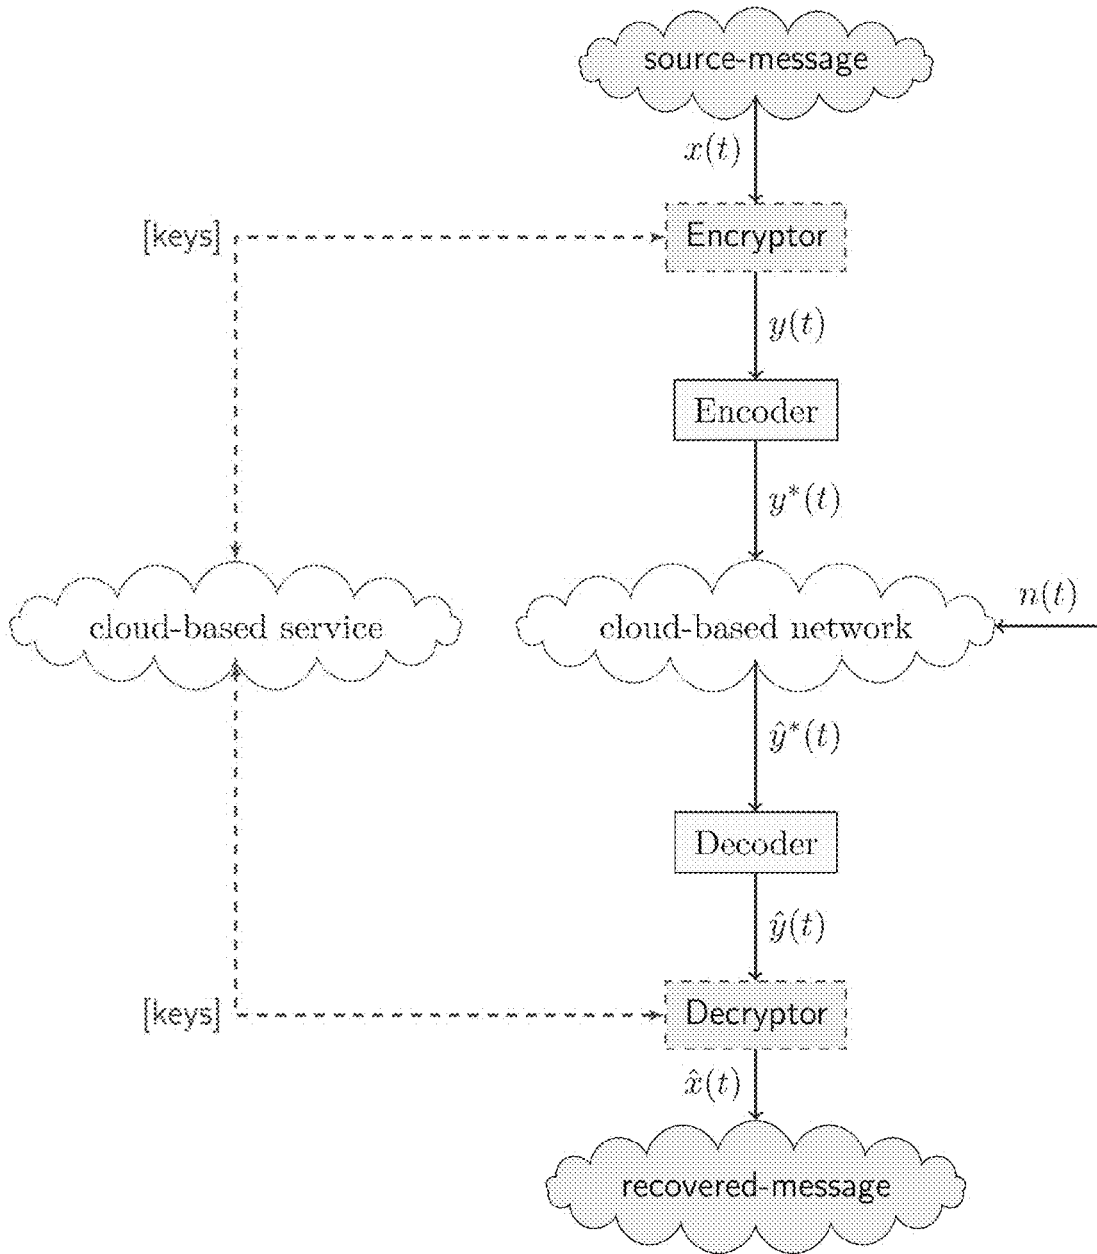 source-message
x(t)
[keys]
Encryptor
y(t)
Encoder
y*(t)
n(t)
cloud-based service
cloud-based network
ŷ*(t)
Decoder
ŷ(t)
[keys]
Decryptor
x̂(t)
recovered-message